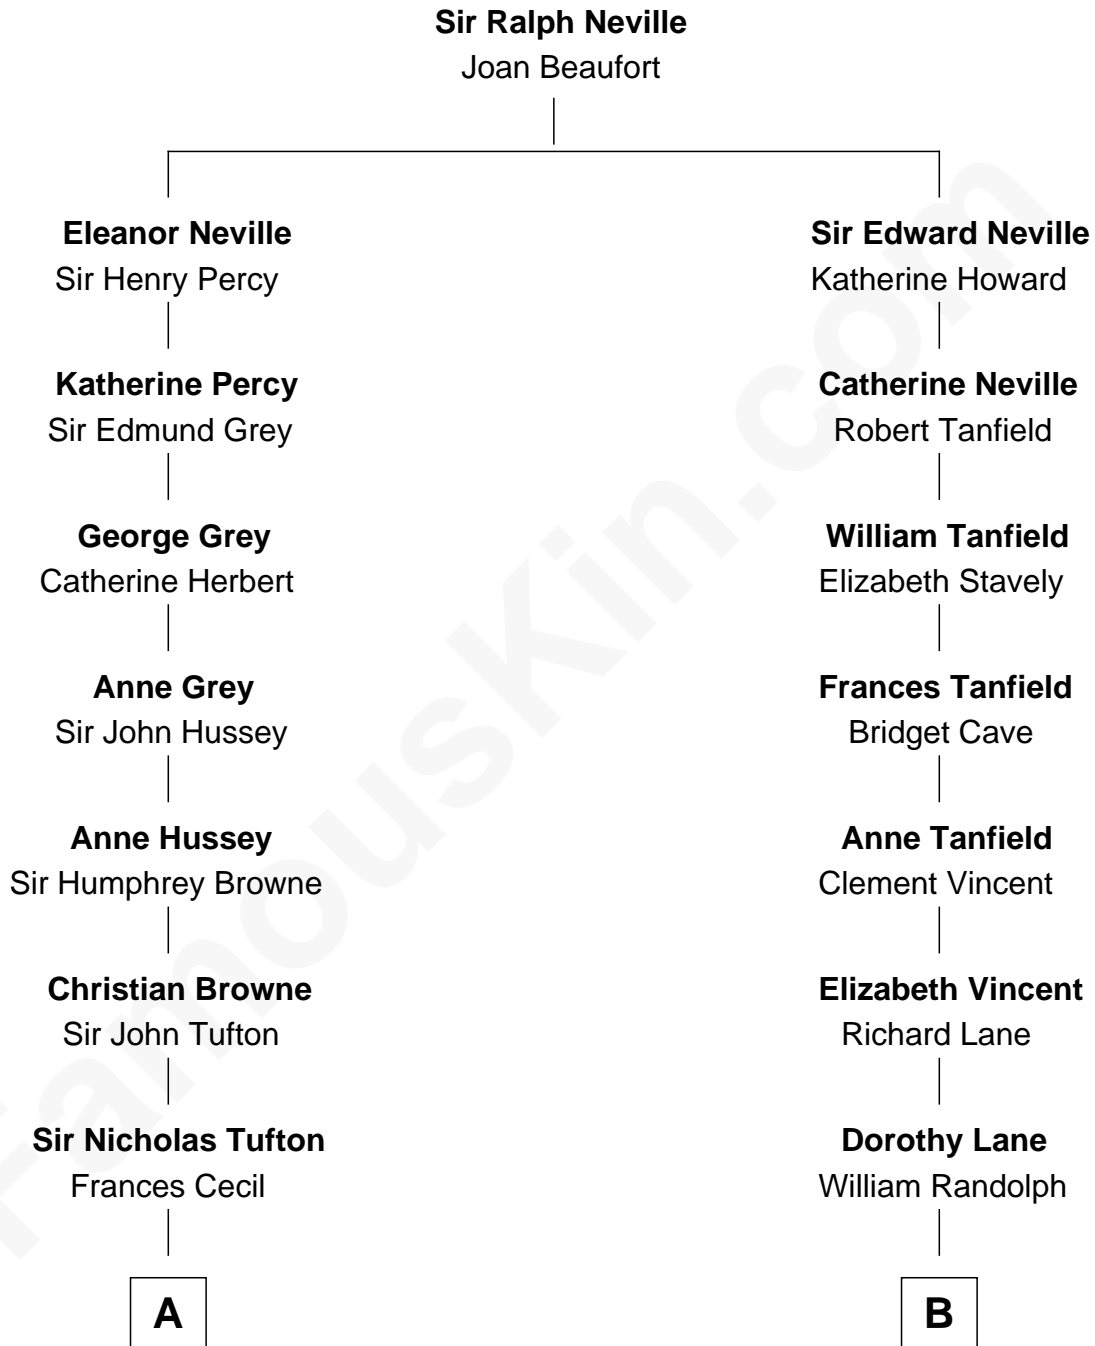 Sir Ralph Neville
Joan Beaufort
Eleanor Neville
Sir Henry Percy
Katherine Percy
Sir Edmund Grey
George Grey
Catherine Herbert
Anne Grey
Sir John Hussey
Anne Hussey
Sir Humphrey Browne
Christian Browne
Sir John Tufton
Sir Nicholas Tufton
Frances Cecil
A
Sir Edward Neville
Katherine Howard
Catherine Neville
Robert Tanfield
William Tanfield
Elizabeth Stavely
Frances Tanfield
Bridget Cave
Anne Tanfield
Clement Vincent
Elizabeth Vincent
Richard Lane
Dorothy Lane
William Randolph
B
FamousKin.com